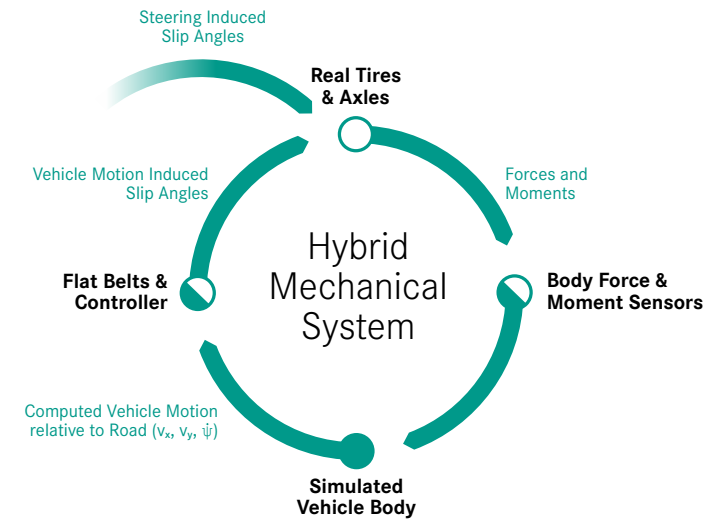 Steering Induced
Slip Angles
Real Tires
& Axles
Vehicle Motion Induced
Slip Angles
Forces and
Moments
Hybrid
Mechanical
System
Flat Belts &
Controller
Body Force &
Moment Sensors
Computed Vehicle Motion
relative to Road (vₓ, vᵧ, ψ̇)
Simulated
Vehicle Body